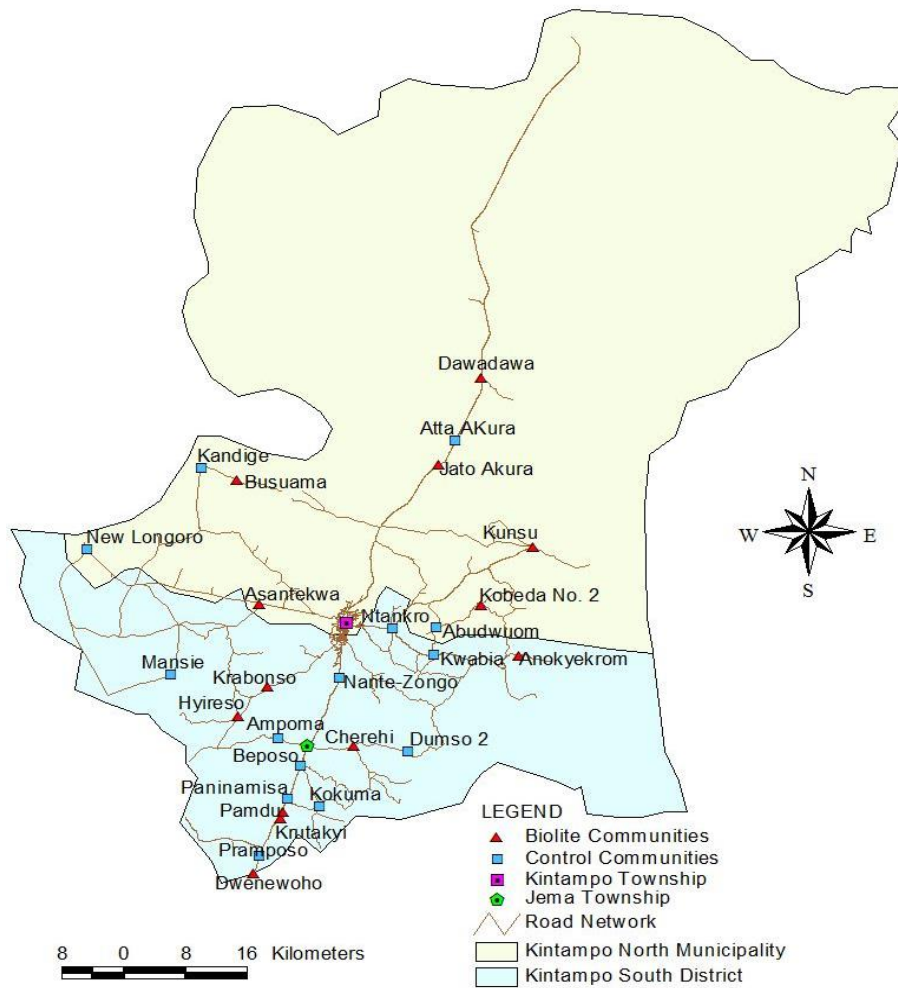 Dawadawa
Atta AKura
Kandige
Jato Akura
Busuama
N
Kunsu
W
E
New Longoro
S
Asantekwa
Kobeda No. 2
Ntankro
Abudwuom
Mansie
Kwabia
Anokyekrom
Krabonso
Nante-Zongo
Hyireso
Ampoma
Cherehi
Dumso 2
Beposo
Paninamisa
Kokuma
Pamdu
Krutakyi
Pramposo
Dwenewoho
LEGEND
Biolite Communities
Control Communities
Kintampo Township
Jema Township
Road Network
Kintampo North Municipality
Kintampo South District
8 0 8 16 Kilometers